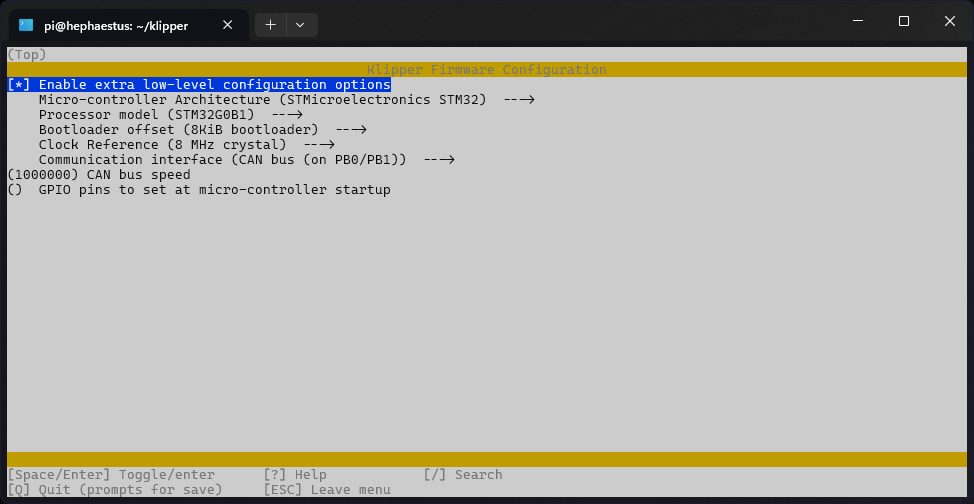 pi@hephaestus: ~/klipper
(Top)
Klipper Firmware Configuration
[*] Enable extra low-level configuration options
Micro-controller Architecture (STMicroelectronics STM32) --->
Processor model (STM32G0B1) --->
Bootloader offset (8KiB bootloader) --->
Clock Reference (8 MHz crystal) --->
Communication interface (CAN bus (on PB0/PB1)) --->
(1000000) CAN bus speed
() GPIO pins to set at micro-controller startup
[Space/Enter] Toggle/enter [?] Help [/] Search
[Q] Quit (prompts for save) [ESC] Leave menu